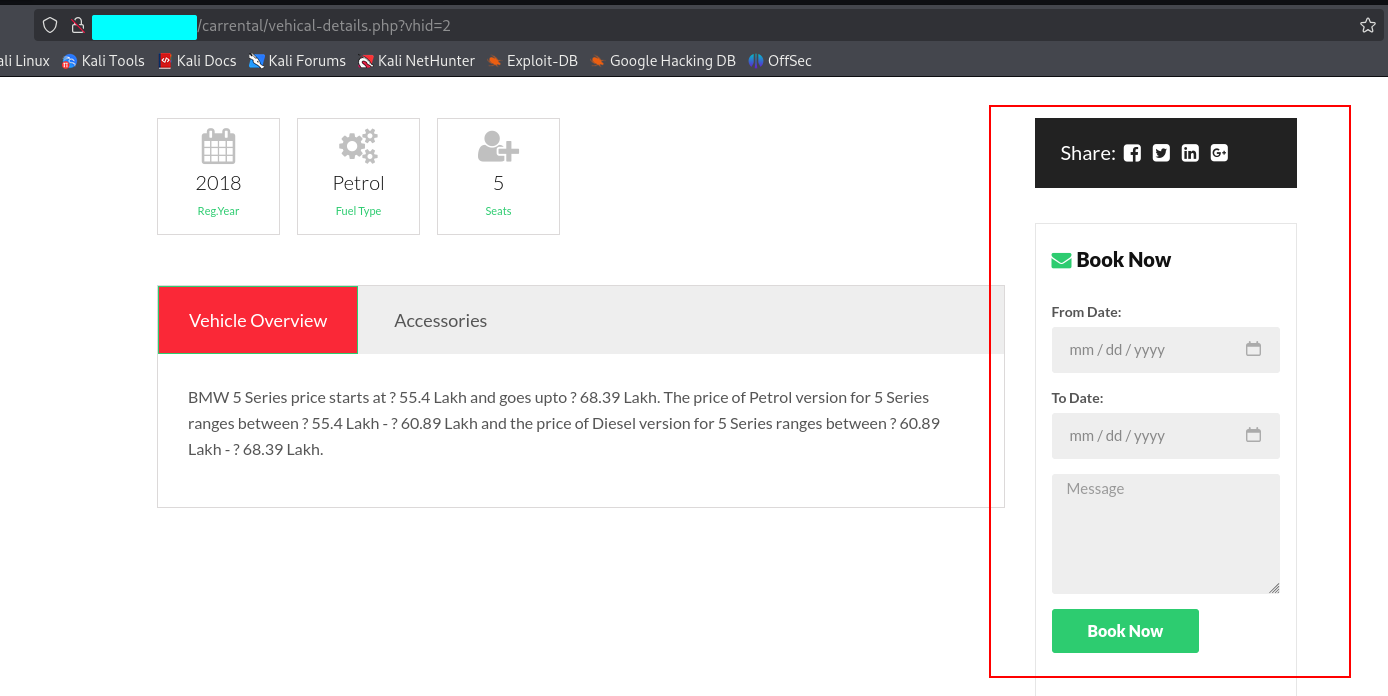 /carrental/vehical-details.php?vhid=2
ali Linux Kali Tools Kali Docs Kali Forums Kali NetHunter Exploit-DB Google Hacking DB OffSec
2018
Reg.Year
Petrol
Fuel Type
5
Seats
Vehicle Overview Accessories
BMW 5 Series price starts at ? 55.4 Lakh and goes upto ? 68.39 Lakh. The price of Petrol version for 5 Series
ranges between ? 55.4 Lakh - ? 60.89 Lakh and the price of Diesel version for 5 Series ranges between ? 60.89
Lakh - ? 68.39 Lakh.
Share:
Book Now
From Date:
mm / dd / yyyy
To Date:
mm / dd / yyyy
Message
Book Now